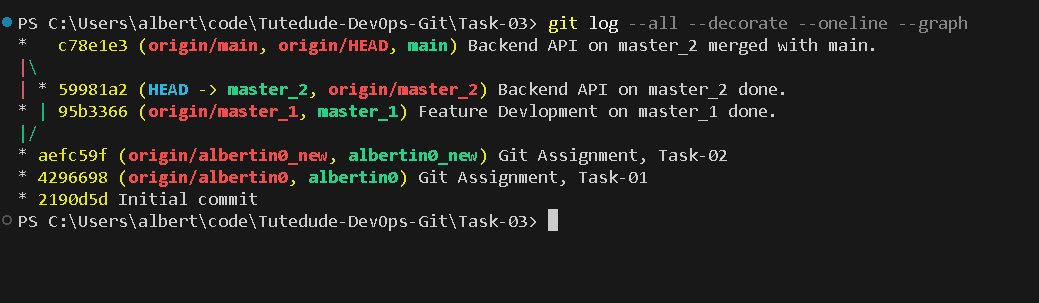 PS C:\Users\albert\code\Tutedude-DevOps-Git\Task-03> git log --all --decorate --oneline --graph
*   c78e1e3 (origin/main, origin/HEAD, main) Backend API on master_2 merged with main.
|\
| * 59981a2 (HEAD -> master_2, origin/master_2) Backend API on master_2 done.
* | 95b3366 (origin/master_1, master_1) Feature Devlopment on master_1 done.
|/
* aefc59f (origin/albertin0_new, albertin0_new) Git Assignment, Task-02
* 4296698 (origin/albertin0, albertin0) Git Assignment, Task-01
* 2190d5d Initial commit
PS C:\Users\albert\code\Tutedude-DevOps-Git\Task-03>